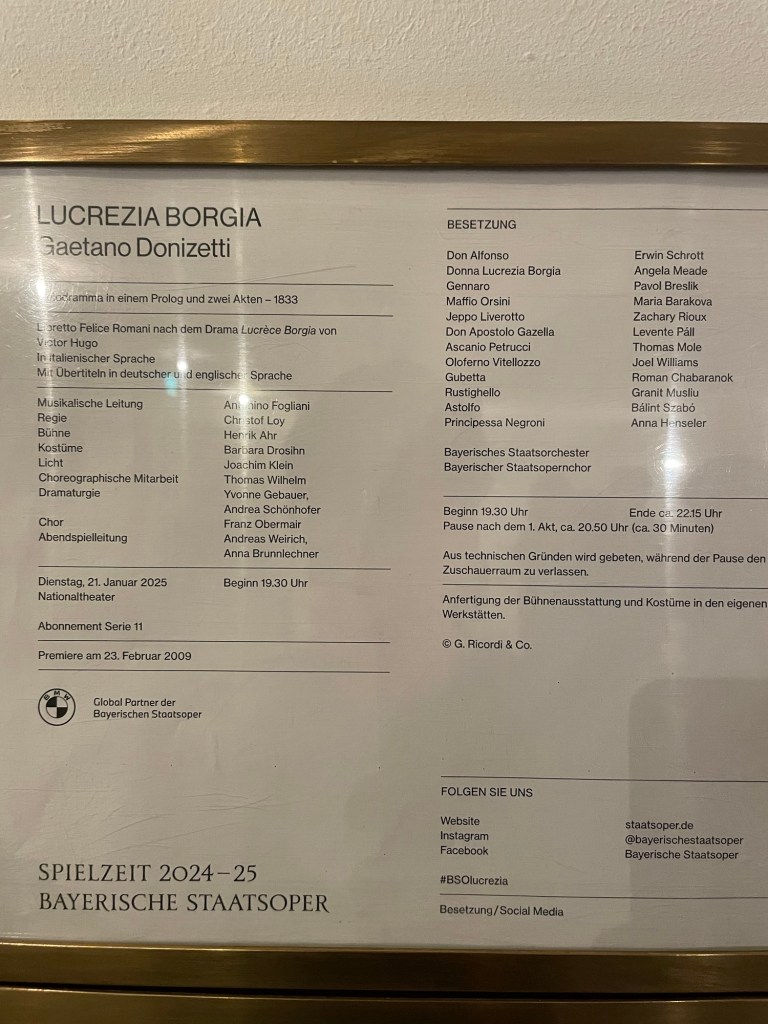 LUCREZIA BORGIA
Gaetano Donizetti
in einem Prolog und zwei Akten – 1833
Libretto Felice Romani nach dem Drama Lucrèce Borgia von
Victor Hugo
In italienischer Sprache
Mit Übertiteln in deutscher und englischer Sprache
Musikalische Leitung Antonino Fogliani
Regie Christof Loy
Bühne Henrik Ahr
Kostüme Barbara Drosihn
Licht Joachim Klein
Choreographische Mitarbeit Thomas Wilhelm
Dramaturgie Yvonne Gebauer,
Andrea Schönhofer
Chor Franz Obermair
Abendspielleitung Andreas Weirich,
Anna Brunnlechner
Dienstag, 21. Januar 2025 Beginn 19.30 Uhr
Nationaltheater
Abonnement Serie 11
Premiere am 23. Februar 2009
BMW
Global Partner der
Bayerischen Staatsoper
SPIELZEIT 2024–25
BAYERISCHE STAATSOPER
BESETZUNG
Don Alfonso Erwin Schrott
Donna Lucrezia Borgia Angela Meade
Gennaro Pavol Breslik
Maffio Orsini Maria Barakova
Jeppo Liverotto Zachary Rioux
Don Apostolo Gazella Levente Páll
Ascanio Petrucci Thomas Mole
Oloferno Vitellozzo Joel Williams
Gubetta Roman Chabaranok
Rustighello Granit Musliu
Astolfo Bálint Szabó
Principessa Negroni Anna Henseler
Bayerisches Staatsorchester
Bayerischer Staatsopernchor
Beginn 19.30 Uhr Ende ca. 22.15 Uhr
Pause nach dem 1. Akt, ca. 20.50 Uhr (ca. 30 Minuten)
Aus technischen Gründen wird gebeten, während der Pause den
Zuschauerraum zu verlassen.
Anfertigung der Bühnenausstattung und Kostüme in den eigenen
Werkstätten.
© G. Ricordi & Co.
FOLGEN SIE UNS
Website staatsoper.de
Instagram @bayerischestaatsoper
Facebook Bayerische Staatsoper
#BSOlucrezia
Besetzung/Social Media